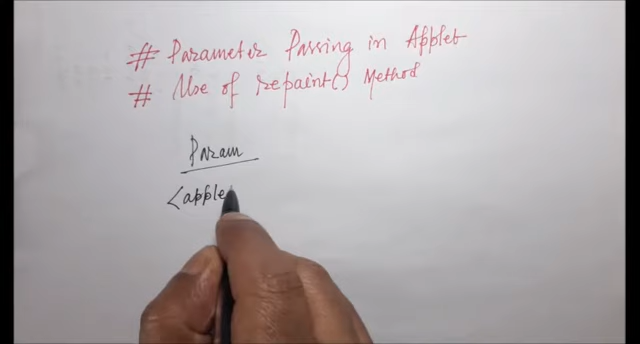 # Parameter Passing in Applet
# Use of repaint() Method
Param
<apple